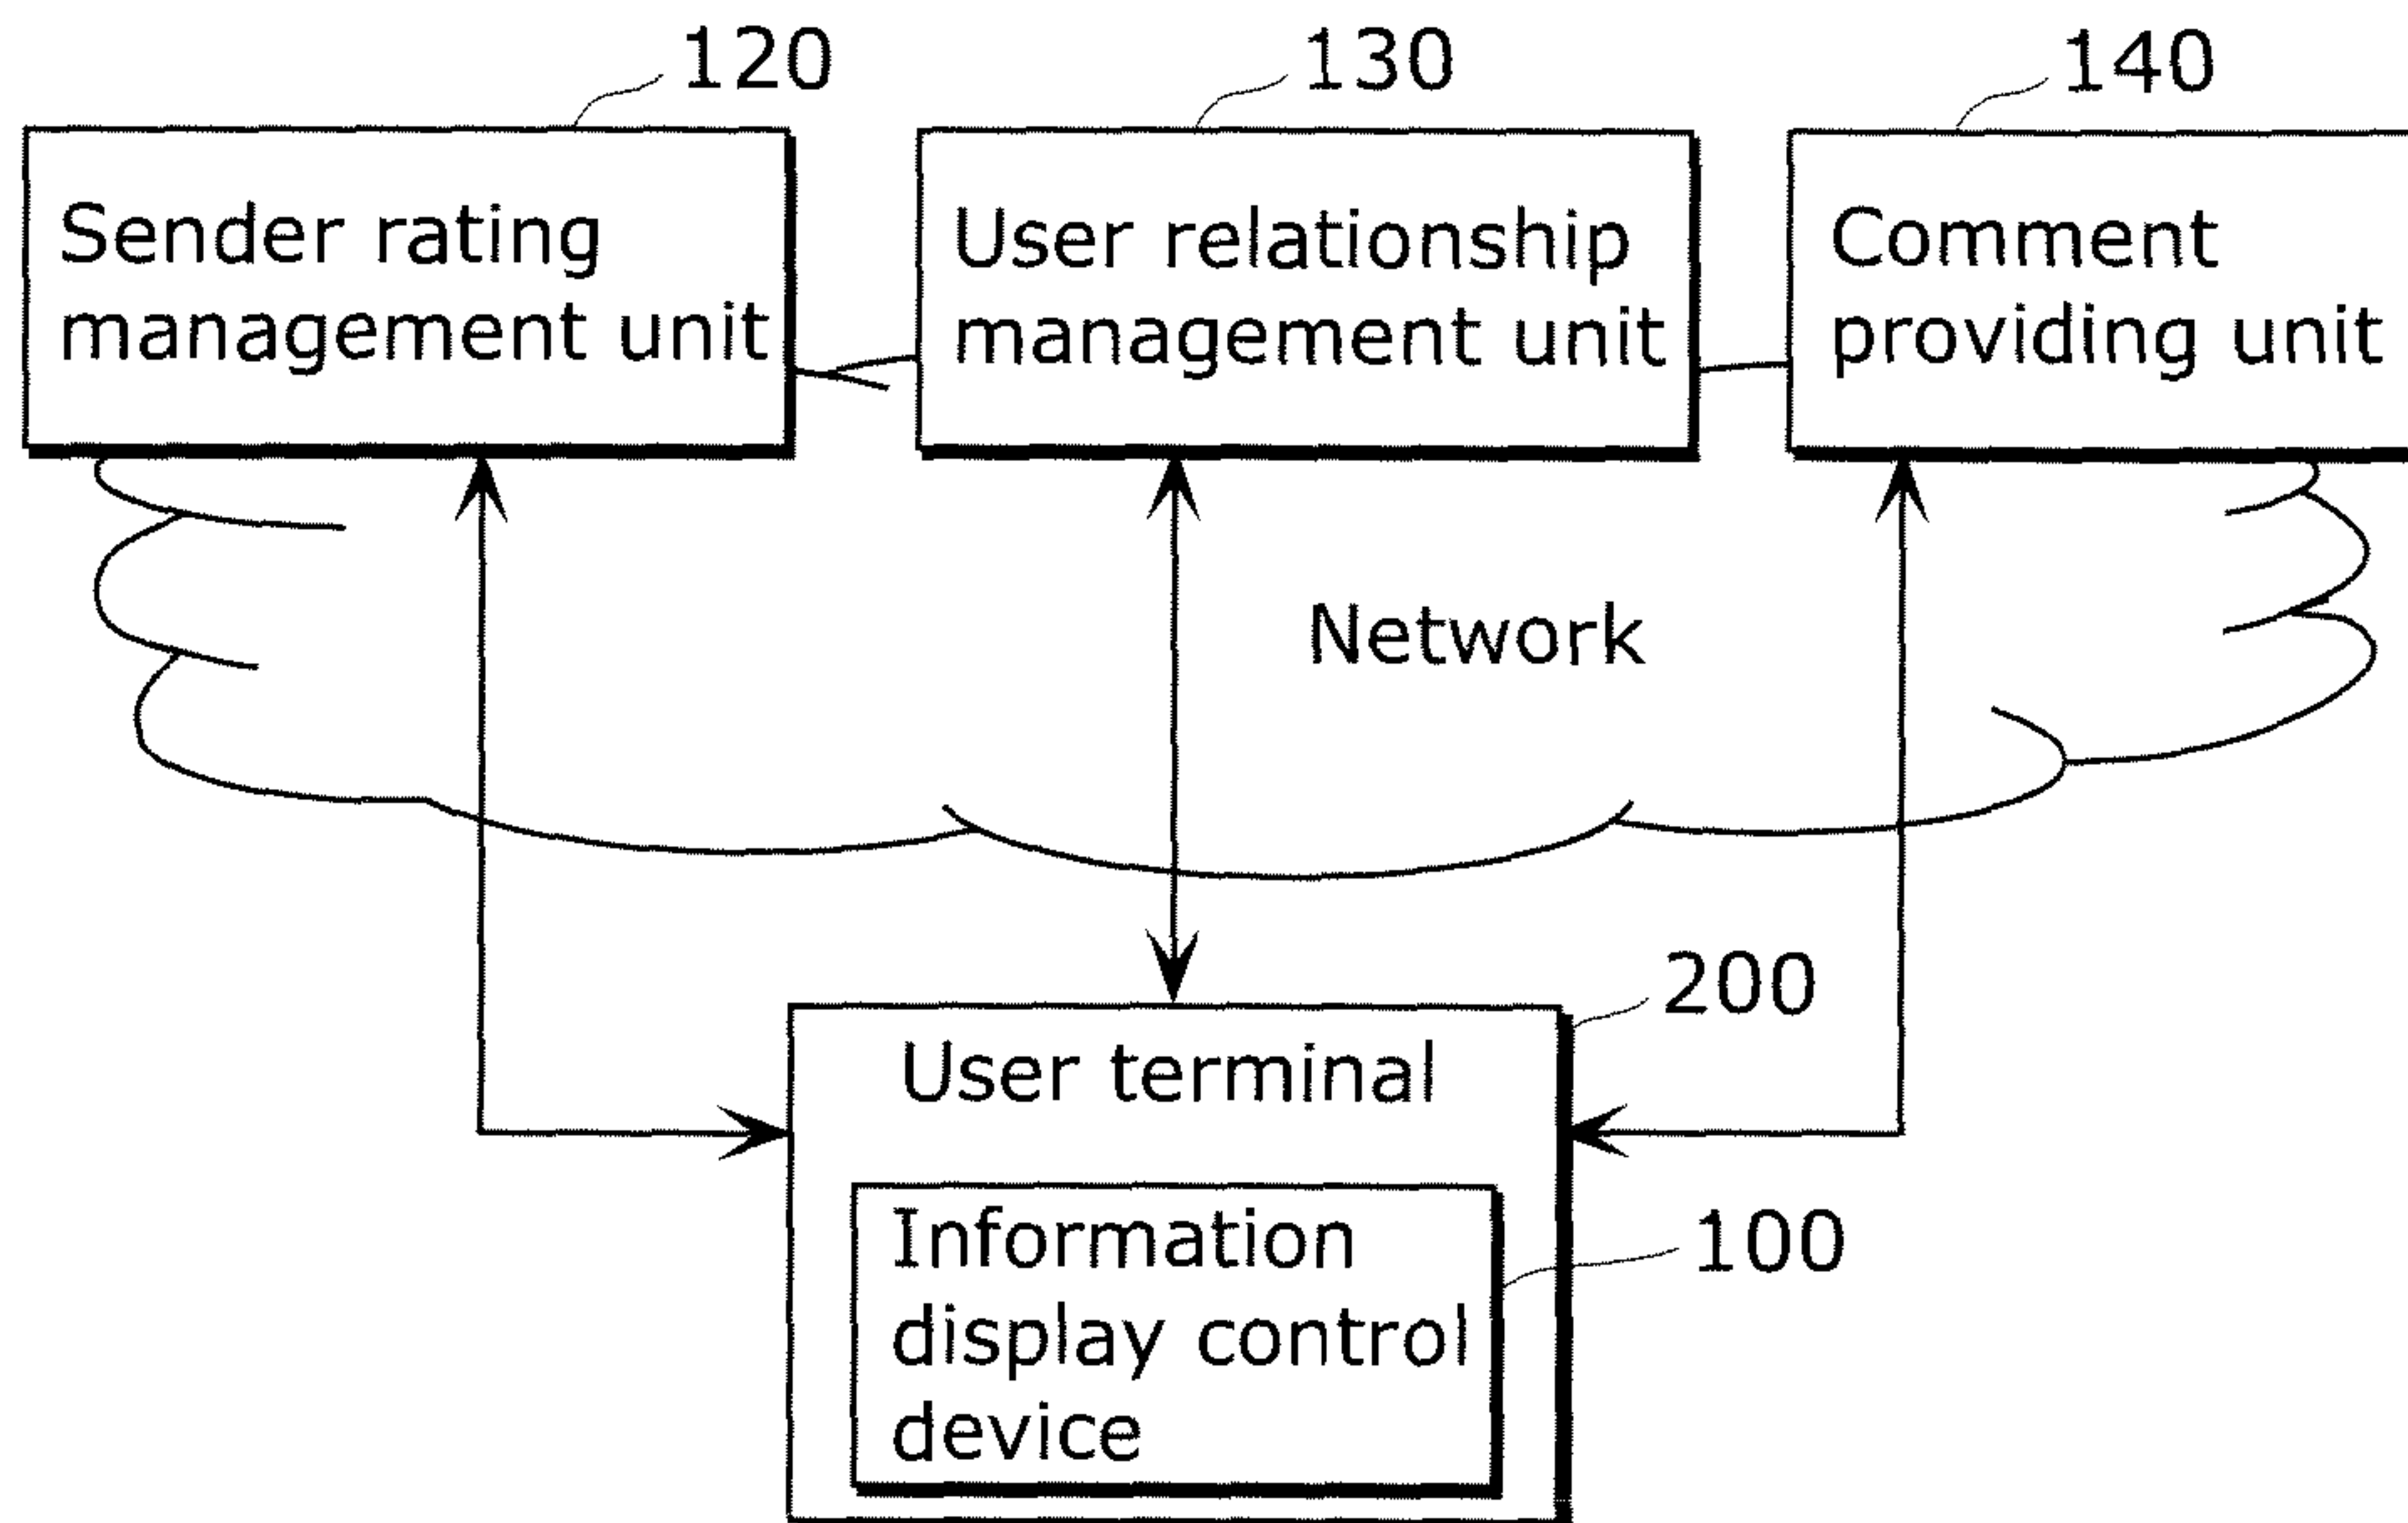 120
130
140
Sender rating
management unit
User relationship
management unit
Comment
providing unit
Network
200
User terminal
Information
display control
device
100